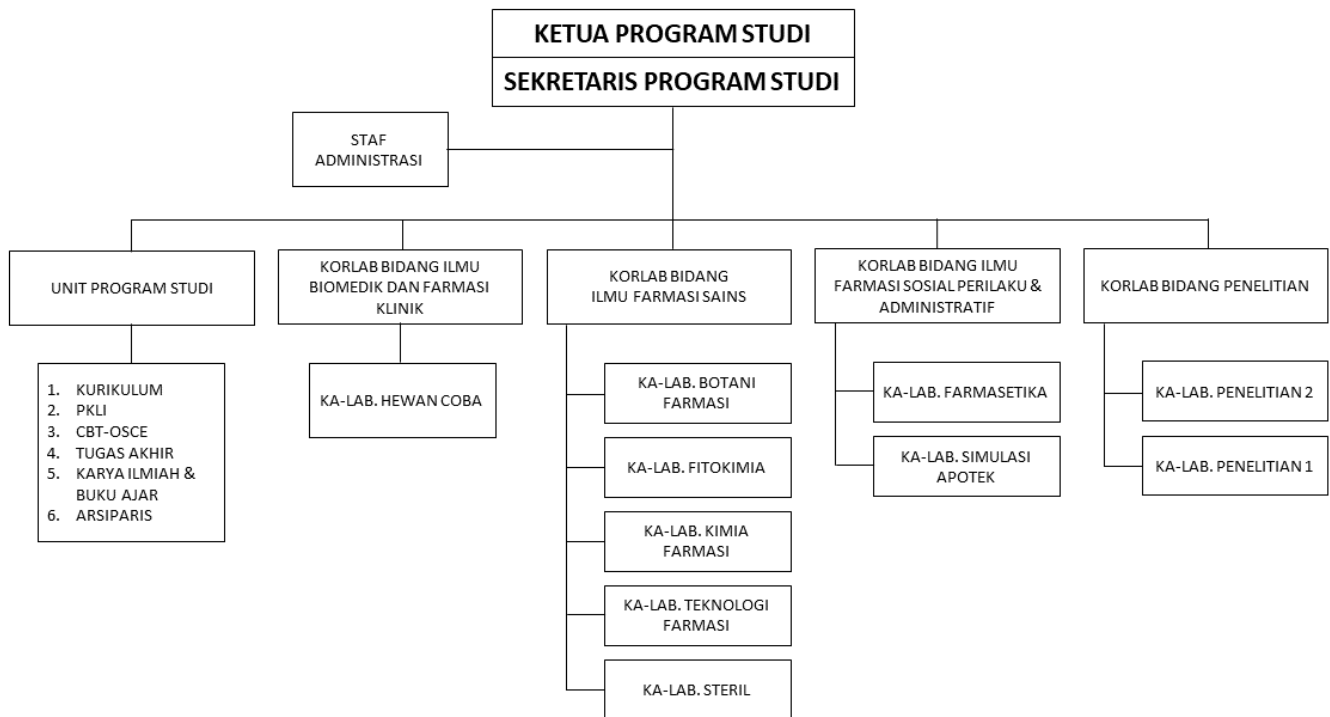 KETUA PROGRAM STUDI
SEKRETARIS PROGRAM STUDI
STAF
ADMINISTRASI
UNIT PROGRAM STUDI
1. KURIKULUM
2. PKLI
3. CBT-OSCE
4. TUGAS AKHIR
5. KARYA ILMIAH &
BUKU AJAR
6. ARSIPARIS
KORLAB BIDANG ILMU
BIOMEDIK DAN FARMASI
KLINIK
KA-LAB. HEWAN COBA
KORLAB BIDANG
ILMU FARMASI SAINS
KA-LAB. BOTANI
FARMASI
KA-LAB. FITOKIMIA
KA-LAB. KIMIA
FARMASI
KA-LAB. TEKNOLOGI
FARMASI
KA-LAB. STERIL
KORLAB BIDANG ILMU
FARMASI SOSIAL PERILAKU &
ADMINISTRATIF
KA-LAB. FARMASETIKA
KA-LAB. SIMULASI
APOTEK
KORLAB BIDANG PENELITIAN
KA-LAB. PENELITIAN 2
KA-LAB. PENELITIAN 1